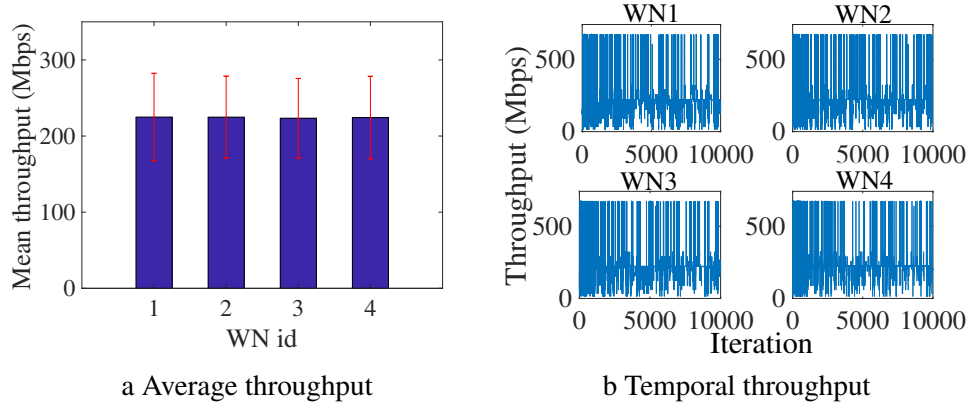 Mean throughput (Mbps)
300
200
100
0
1 2 3 4
WN id
a Average throughput
Throughput (Mbps)
WN1
500
0
0 5000 10000
WN2
500
0
0 5000 10000
WN3
500
0
0 5000 10000
WN4
500
0
0 5000 10000
Iteration
b Temporal throughput